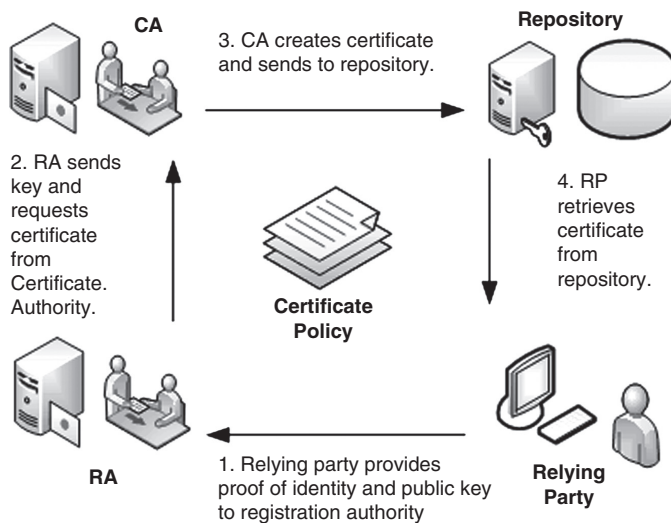 CA
3. CA creates certificate
and sends to repository.
Repository
2. RA sends
key and
requests
certificate
from
Certificate.
Authority.
4. RP
retrieves
certificate
from
repository.
Certificate
Policy
RA
1. Relying party provides
proof of identity and public key
to registration authority
Relying
Party